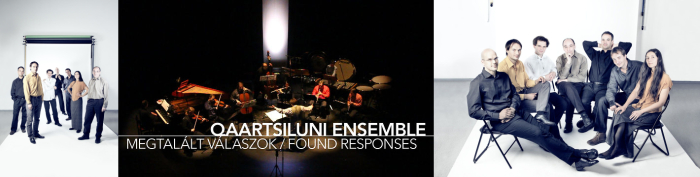 QAARTSILUNI ENSEMBLE
MEGTALÁLT VÁLASZOK / FOUND RESPONSES